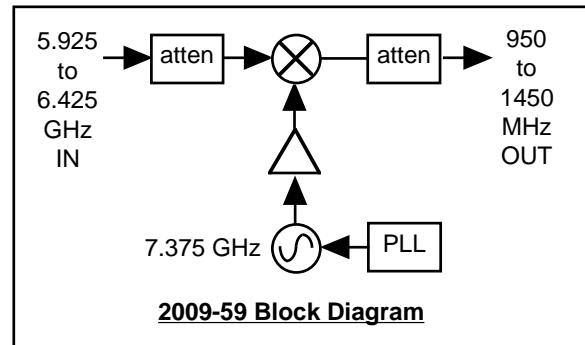 5.925
to
6.425
GHz
IN
atten
atten
950
to
1450
MHz
OUT
7.375 GHz
PLL
2009-59 Block Diagram